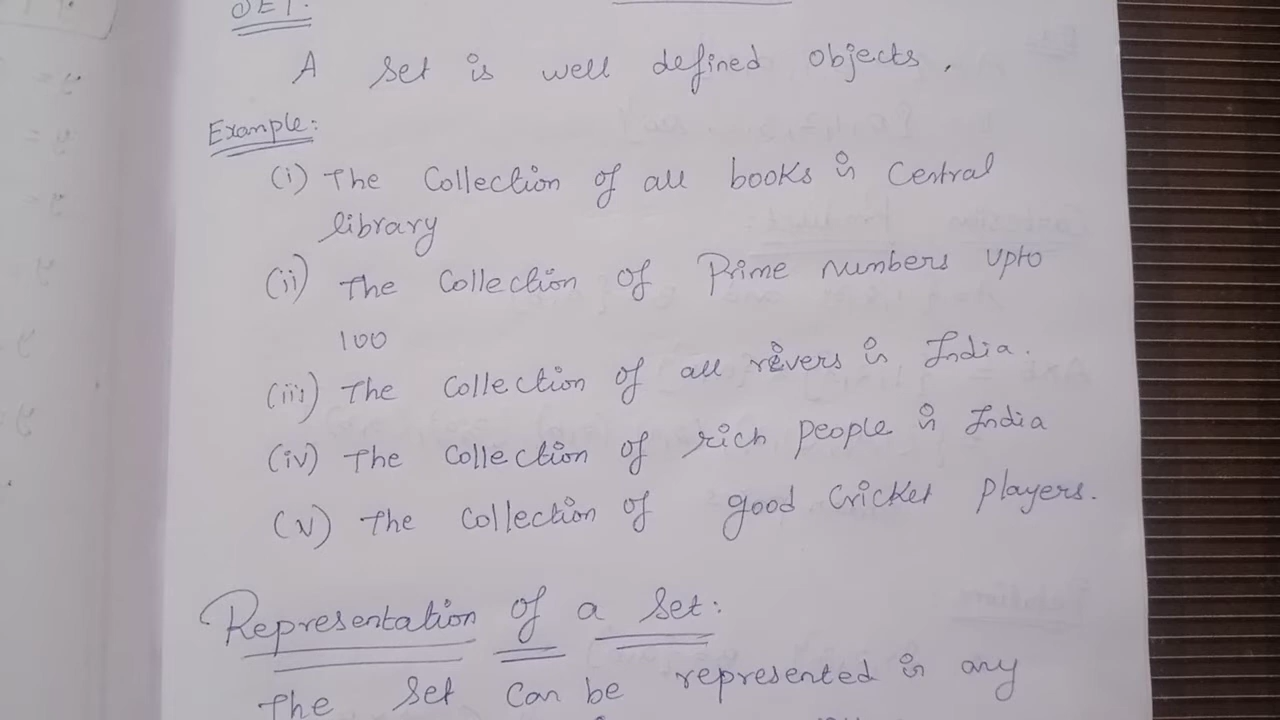 SET:
A set is well defined objects.
Example:
(i) The Collection of all books in Central
library
(ii) The Collection of Prime numbers upto
100
(iii) The Collection of all rivers in India.
(iv) The Collection of rich people in India
(v) The Collection of good Cricket players.
Representation of a Set:
The Set Can be represented in any